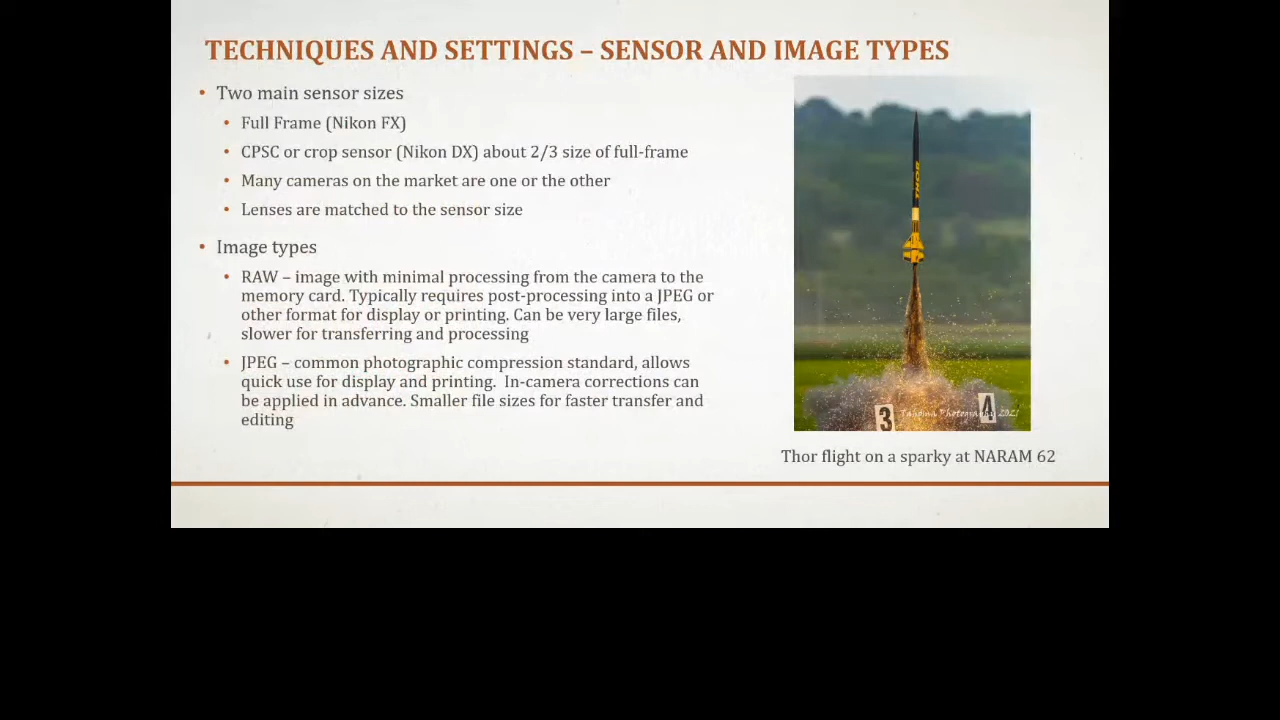 TECHNIQUES AND SETTINGS – SENSOR AND IMAGE TYPES
• Two main sensor sizes
• Full Frame (Nikon FX)
• CPSC or crop sensor (Nikon DX) about 2/3 size of full-frame
• Many cameras on the market are one or the other
• Lenses are matched to the sensor size
• Image types
• RAW – image with minimal processing from the camera to the
memory card. Typically requires post-processing into a JPEG or
other format for display or printing. Can be very large files,
slower for transferring and processing
• JPEG – common photographic compression standard, allows
quick use for display and printing.  In-camera corrections can
be applied in advance. Smaller file sizes for faster transfer and
editing
THOR
3
4
Tahoma Photography 2021
Thor flight on a sparky at NARAM 62